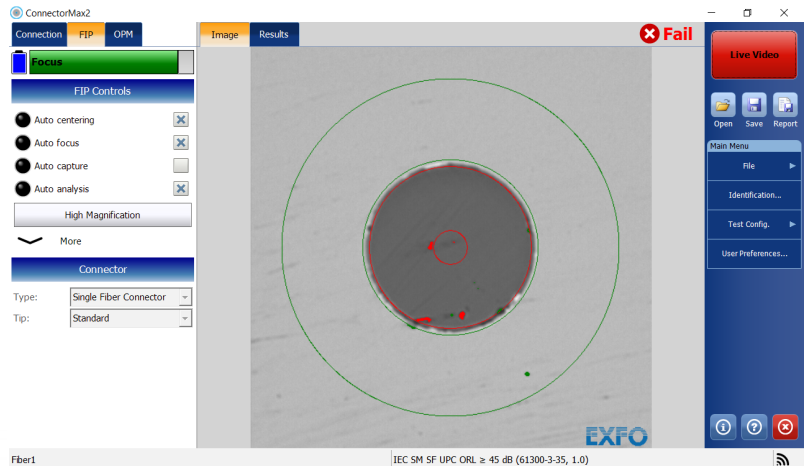 ConnectorMax2
Connection FIP OPM
Focus
FIP Controls
Auto centering
Auto focus
Auto capture
Auto analysis
High Magnification
More
Connector
Type: Single Fiber Connector
Tip: Standard
Image Results
Fail
EXFO
Live Video
Open Save Report
Main Menu
File
Identification...
Test Config.
User Preferences...
Fiber1
IEC SM SF UPC ORL ≥ 45 dB (61300-3-35, 1.0)